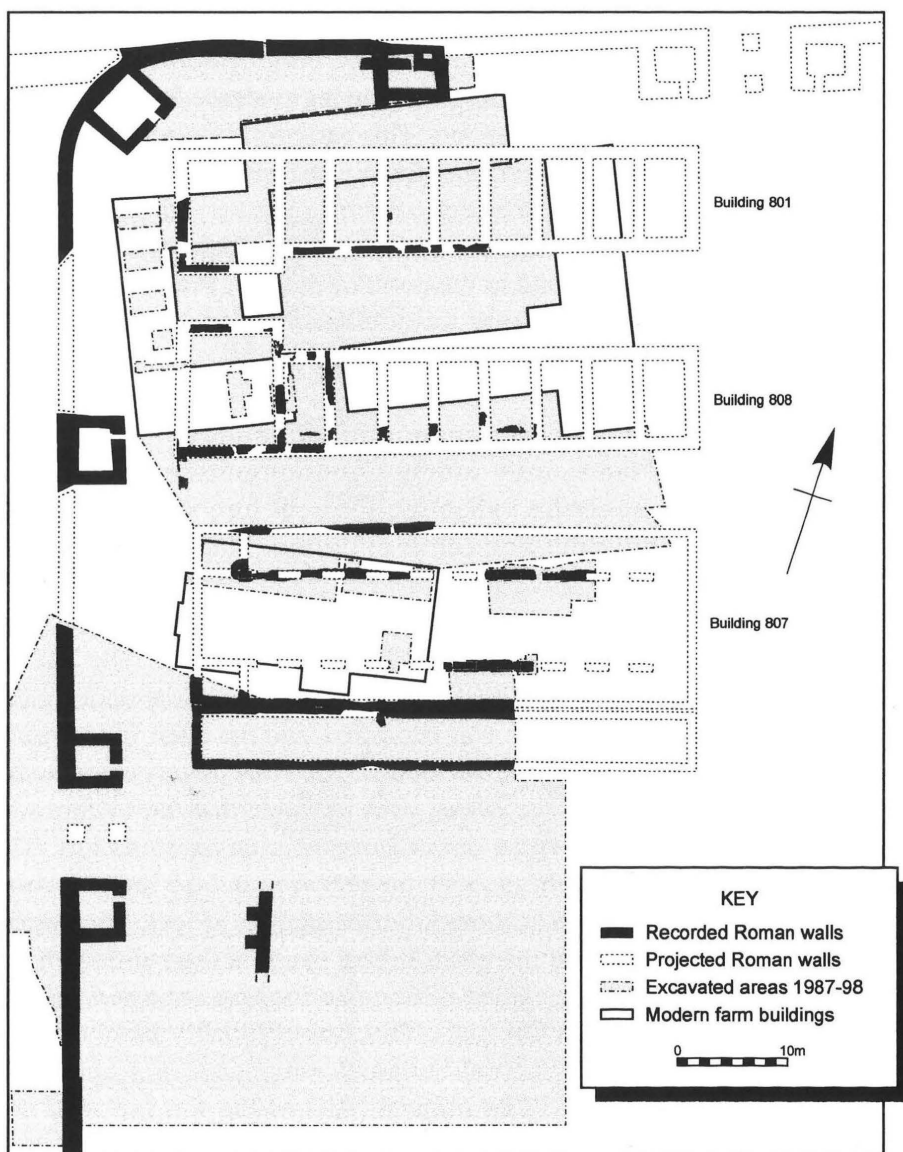 Building 801
Building 808
Building 807
KEY
Recorded Roman walls
Projected Roman walls
Excavated areas 1987-98
Modern farm buildings
0 10m